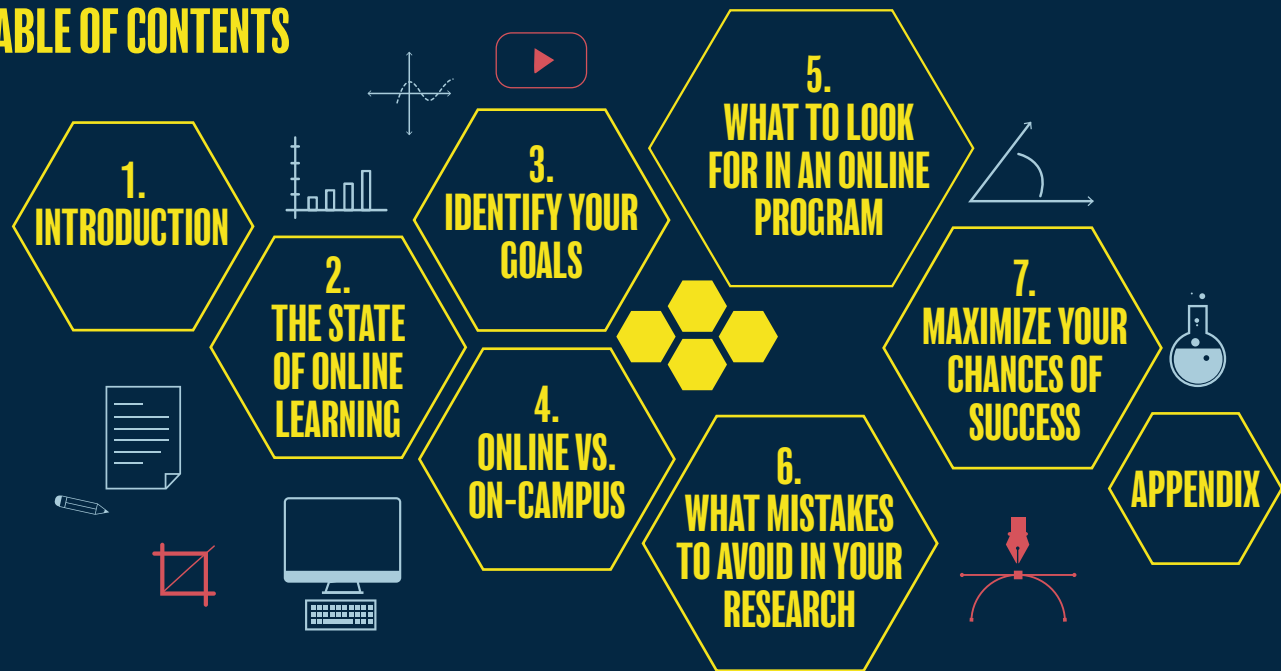 ABLE OF CONTENTS
1.
INTRODUCTION
2.
THE STATE
OF ONLINE
LEARNING
3.
IDENTIFY YOUR
GOALS
4.
ONLINE VS.
ON-CAMPUS
5.
WHAT TO LOOK
FOR IN AN ONLINE
PROGRAM
6.
WHAT MISTAKES
TO AVOID IN YOUR
RESEARCH
7.
MAXIMIZE YOUR
CHANCES OF
SUCCESS
APPENDIX